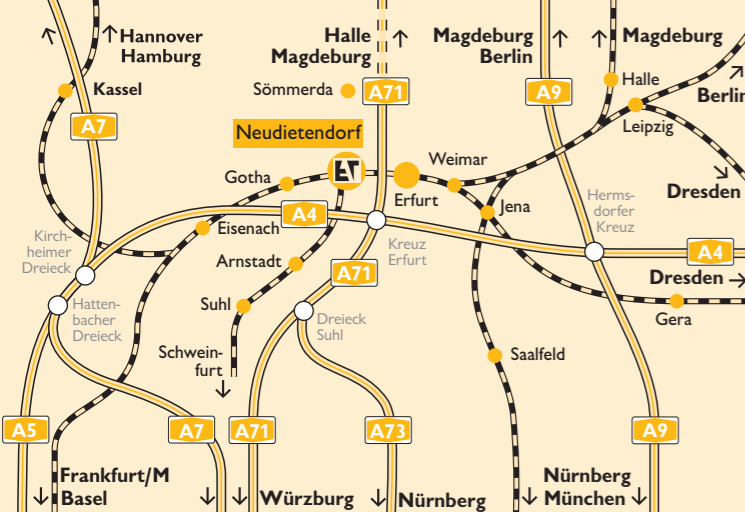 Hannover
Hamburg
Halle
Magdeburg
Magdeburg
Berlin
Magdeburg
Kassel
Sömmerda
A71
A9
Halle
Berlin
A7
Neudietendorf
Leipzig
Weimar
Gotha
Erfurt
Dresden
Jena
Herms-
dorfer
Kreuz
A4
Eisenach
Kirch-
heimer
Dreieck
Kreuz
Erfurt
A4
Arnstadt
A71
Dresden
Hatten-
bacher
Dreieck
Suhl
Dreieck
Suhl
Gera
Schwein-
furt
Saalfeld
A5
A7
A71
A73
A9
Frankfurt/M
Basel
Würzburg
Nürnberg
Nürnberg
München